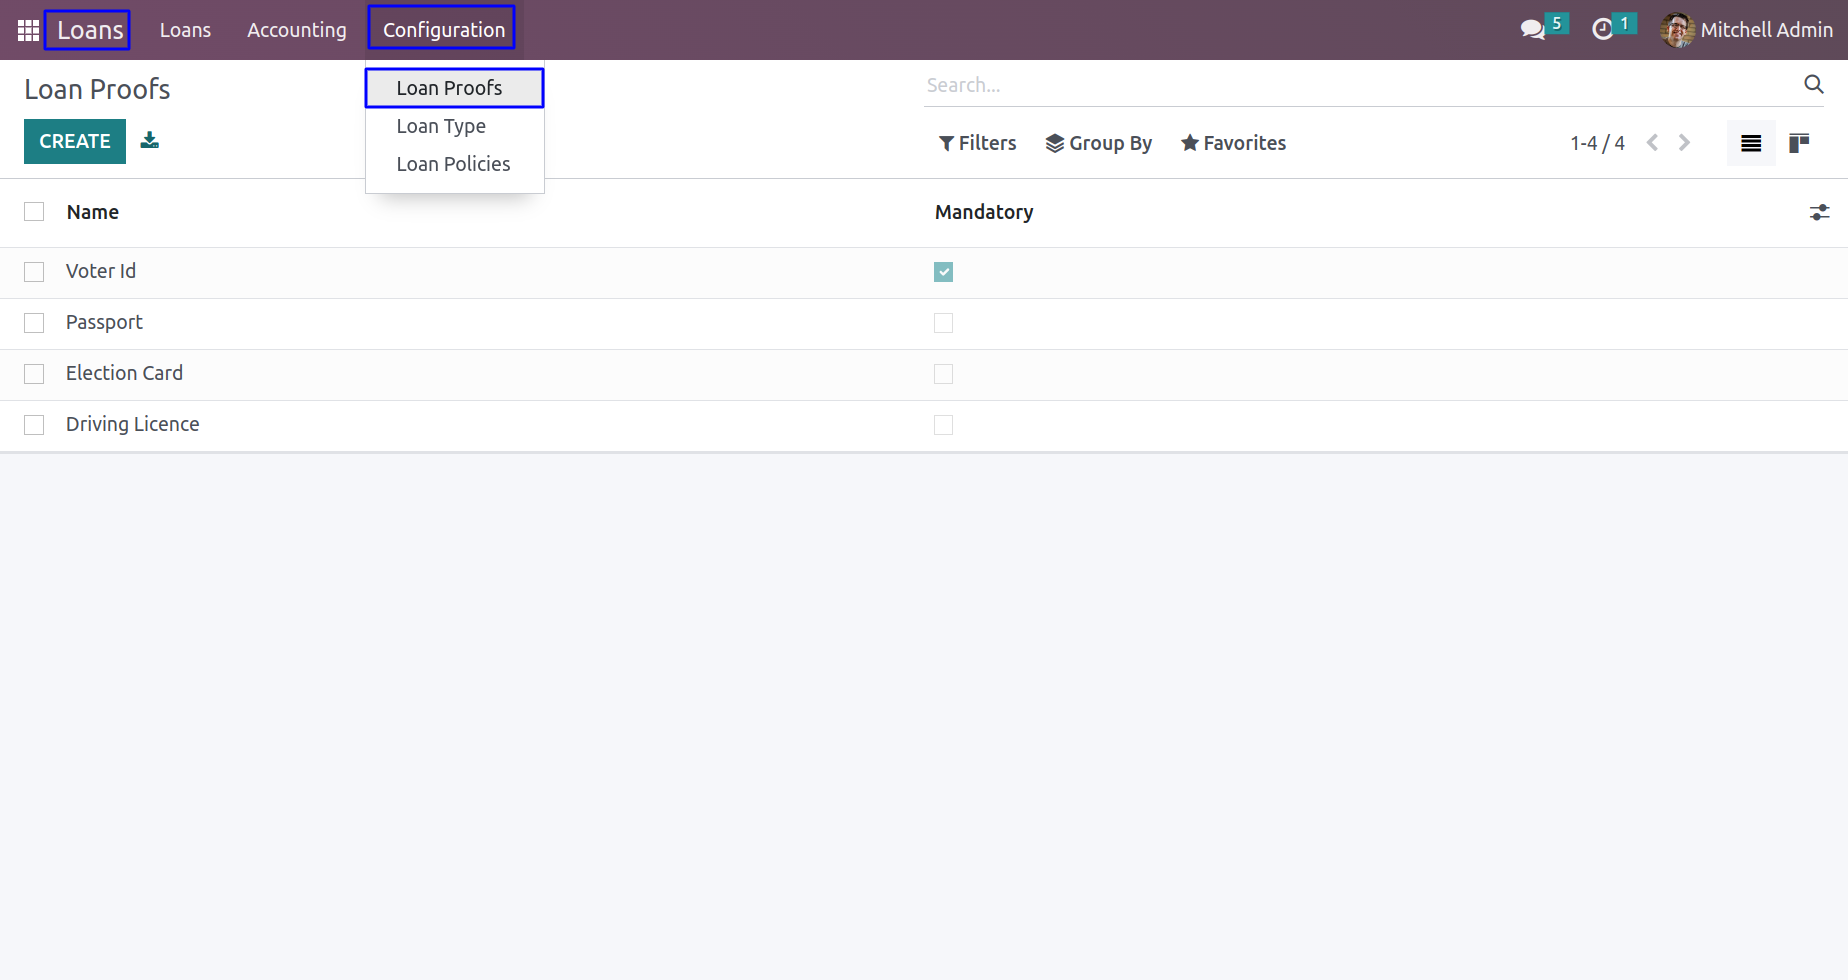 Loans Loans Accounting Configuration 5 1 Mitchell Admin
Loan Proofs
Loan Proofs
Loan Type
Loan Policies
Search...
CREATE
Filters Group By Favorites 1-4 / 4
Name Mandatory
Voter Id
Passport
Election Card
Driving Licence